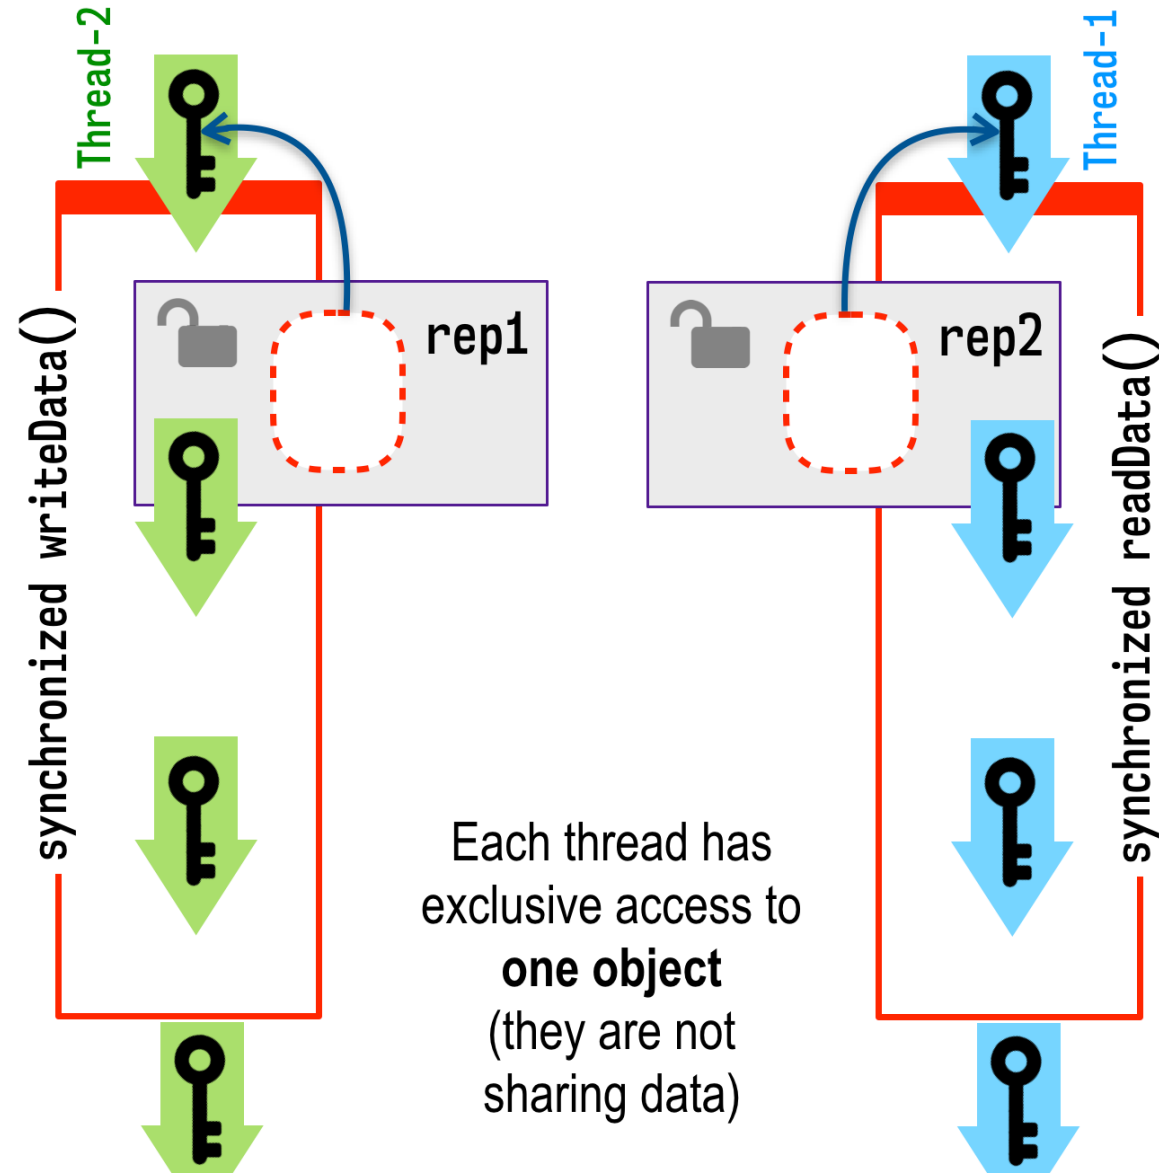 Thread-2
Thread-1
synchronized writeData()
rep1
rep2
synchronized readData()
Each thread has
exclusive access to
one object
(they are not
sharing data)